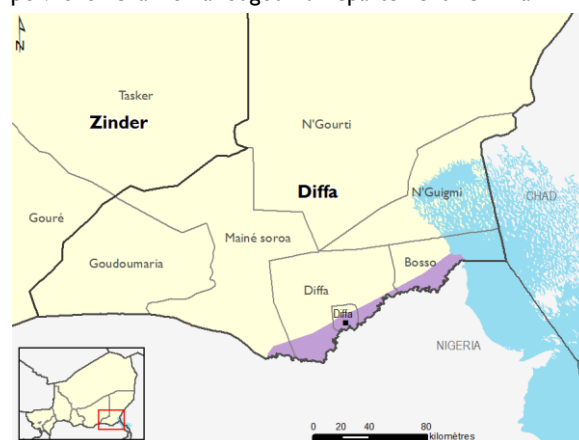 N
Tasker
Zinder
N'Gourti
Diffa
N'Guigmi
CHAD
Gouré
Mainé soroa
Goudoumaria
Bosso
Diffa
Diffa
NIGERIA
0 20 40 80
kilomètres